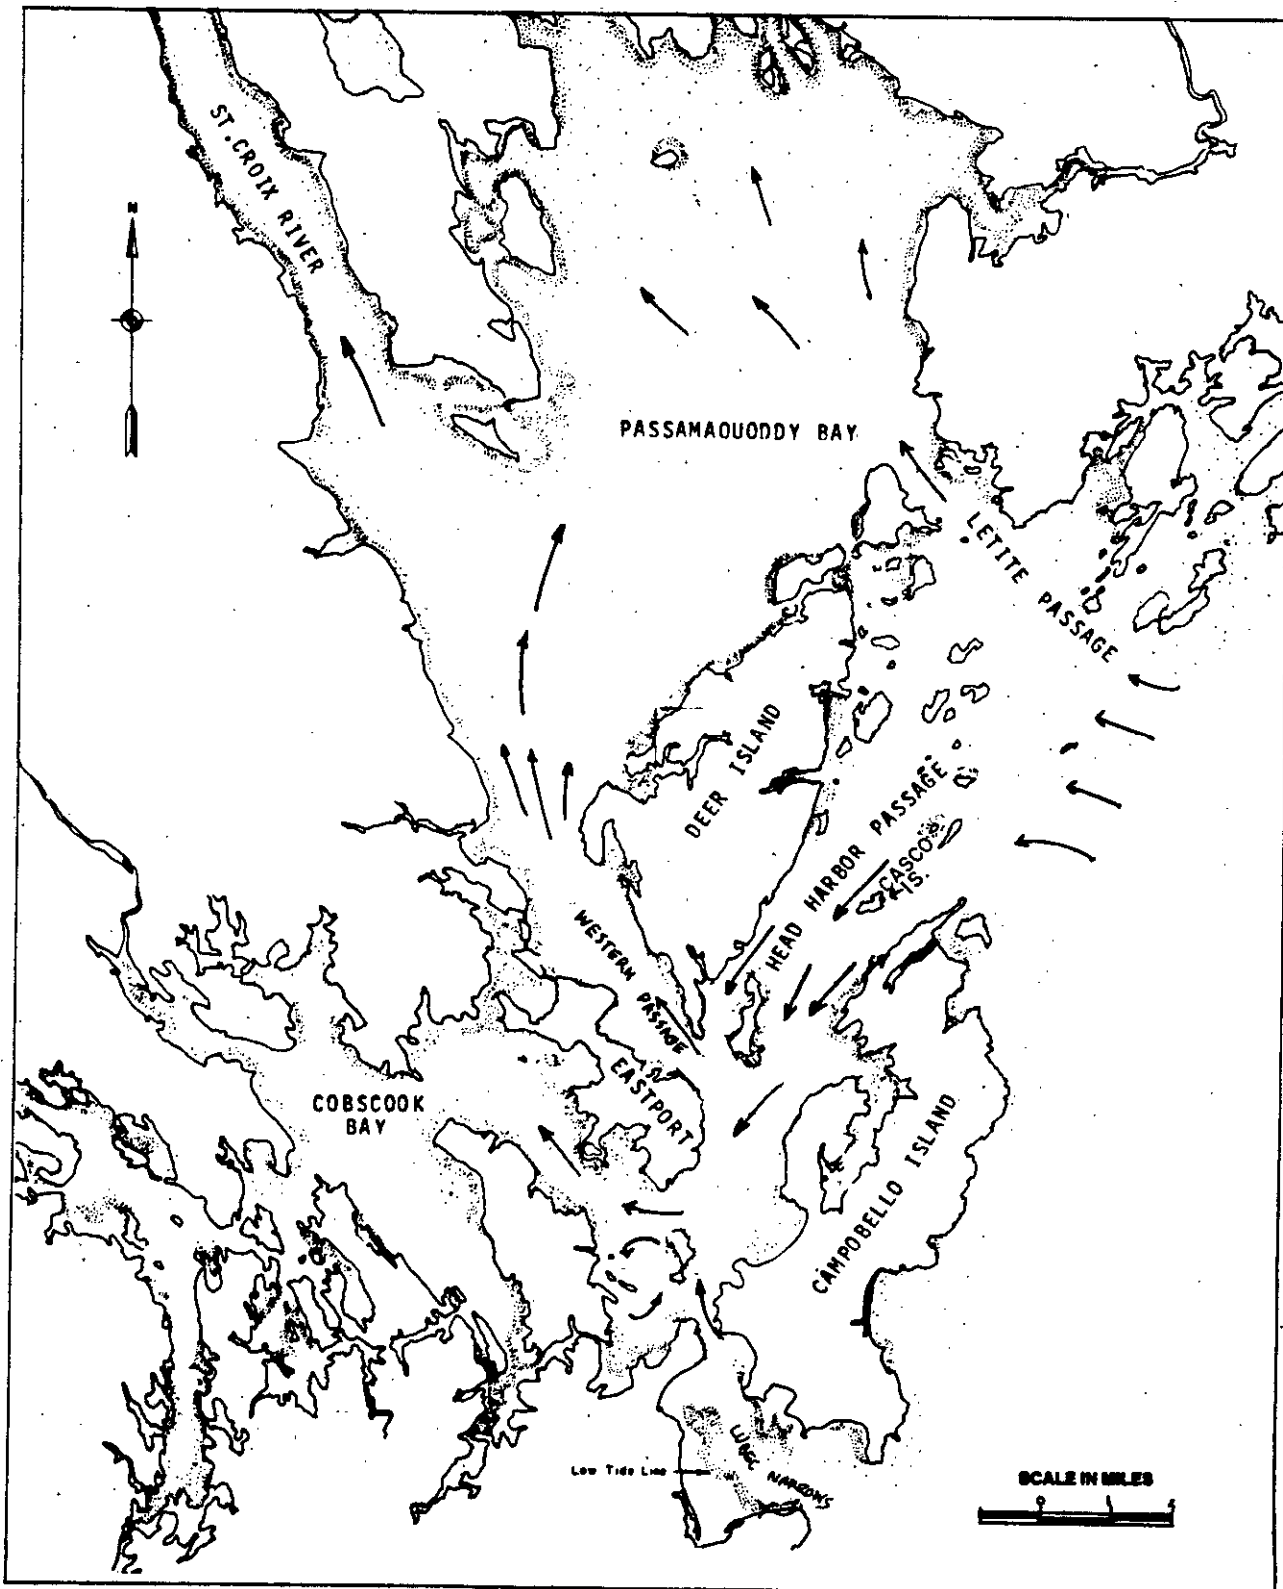 N
ST.CROIX RIVER
PASSAMAQUODDY BAY
LETITE PASSAGE
DEER ISLAND
HEAD HARBOR PASSAGE
CASCO
IS.
WESTERN PASSAGE
EASTPORT
COBSCOOK
BAY
CAMPOBELLO ISLAND
Low Tide Line
NARROWS
SCALE IN MILES
0